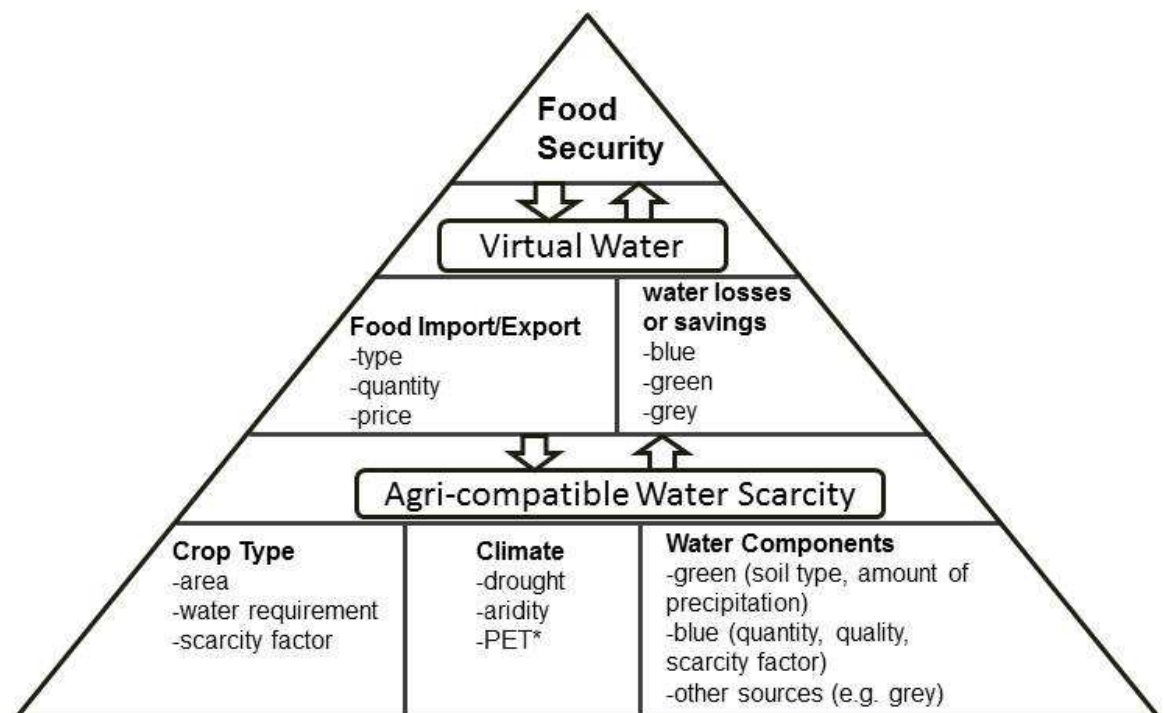 Food
Security
Virtual Water
Food Import/Export
-type
-quantity
-price
water losses
or savings
-blue
-green
-grey
Agri-compatible Water Scarcity
Crop Type
-area
-water requirement
-scarcity factor
Climate
-drought
-aridity
-PET*
Water Components
-green (soil type, amount of
precipitation)
-blue (quantity, quality,
scarcity factor)
-other sources (e.g. grey)